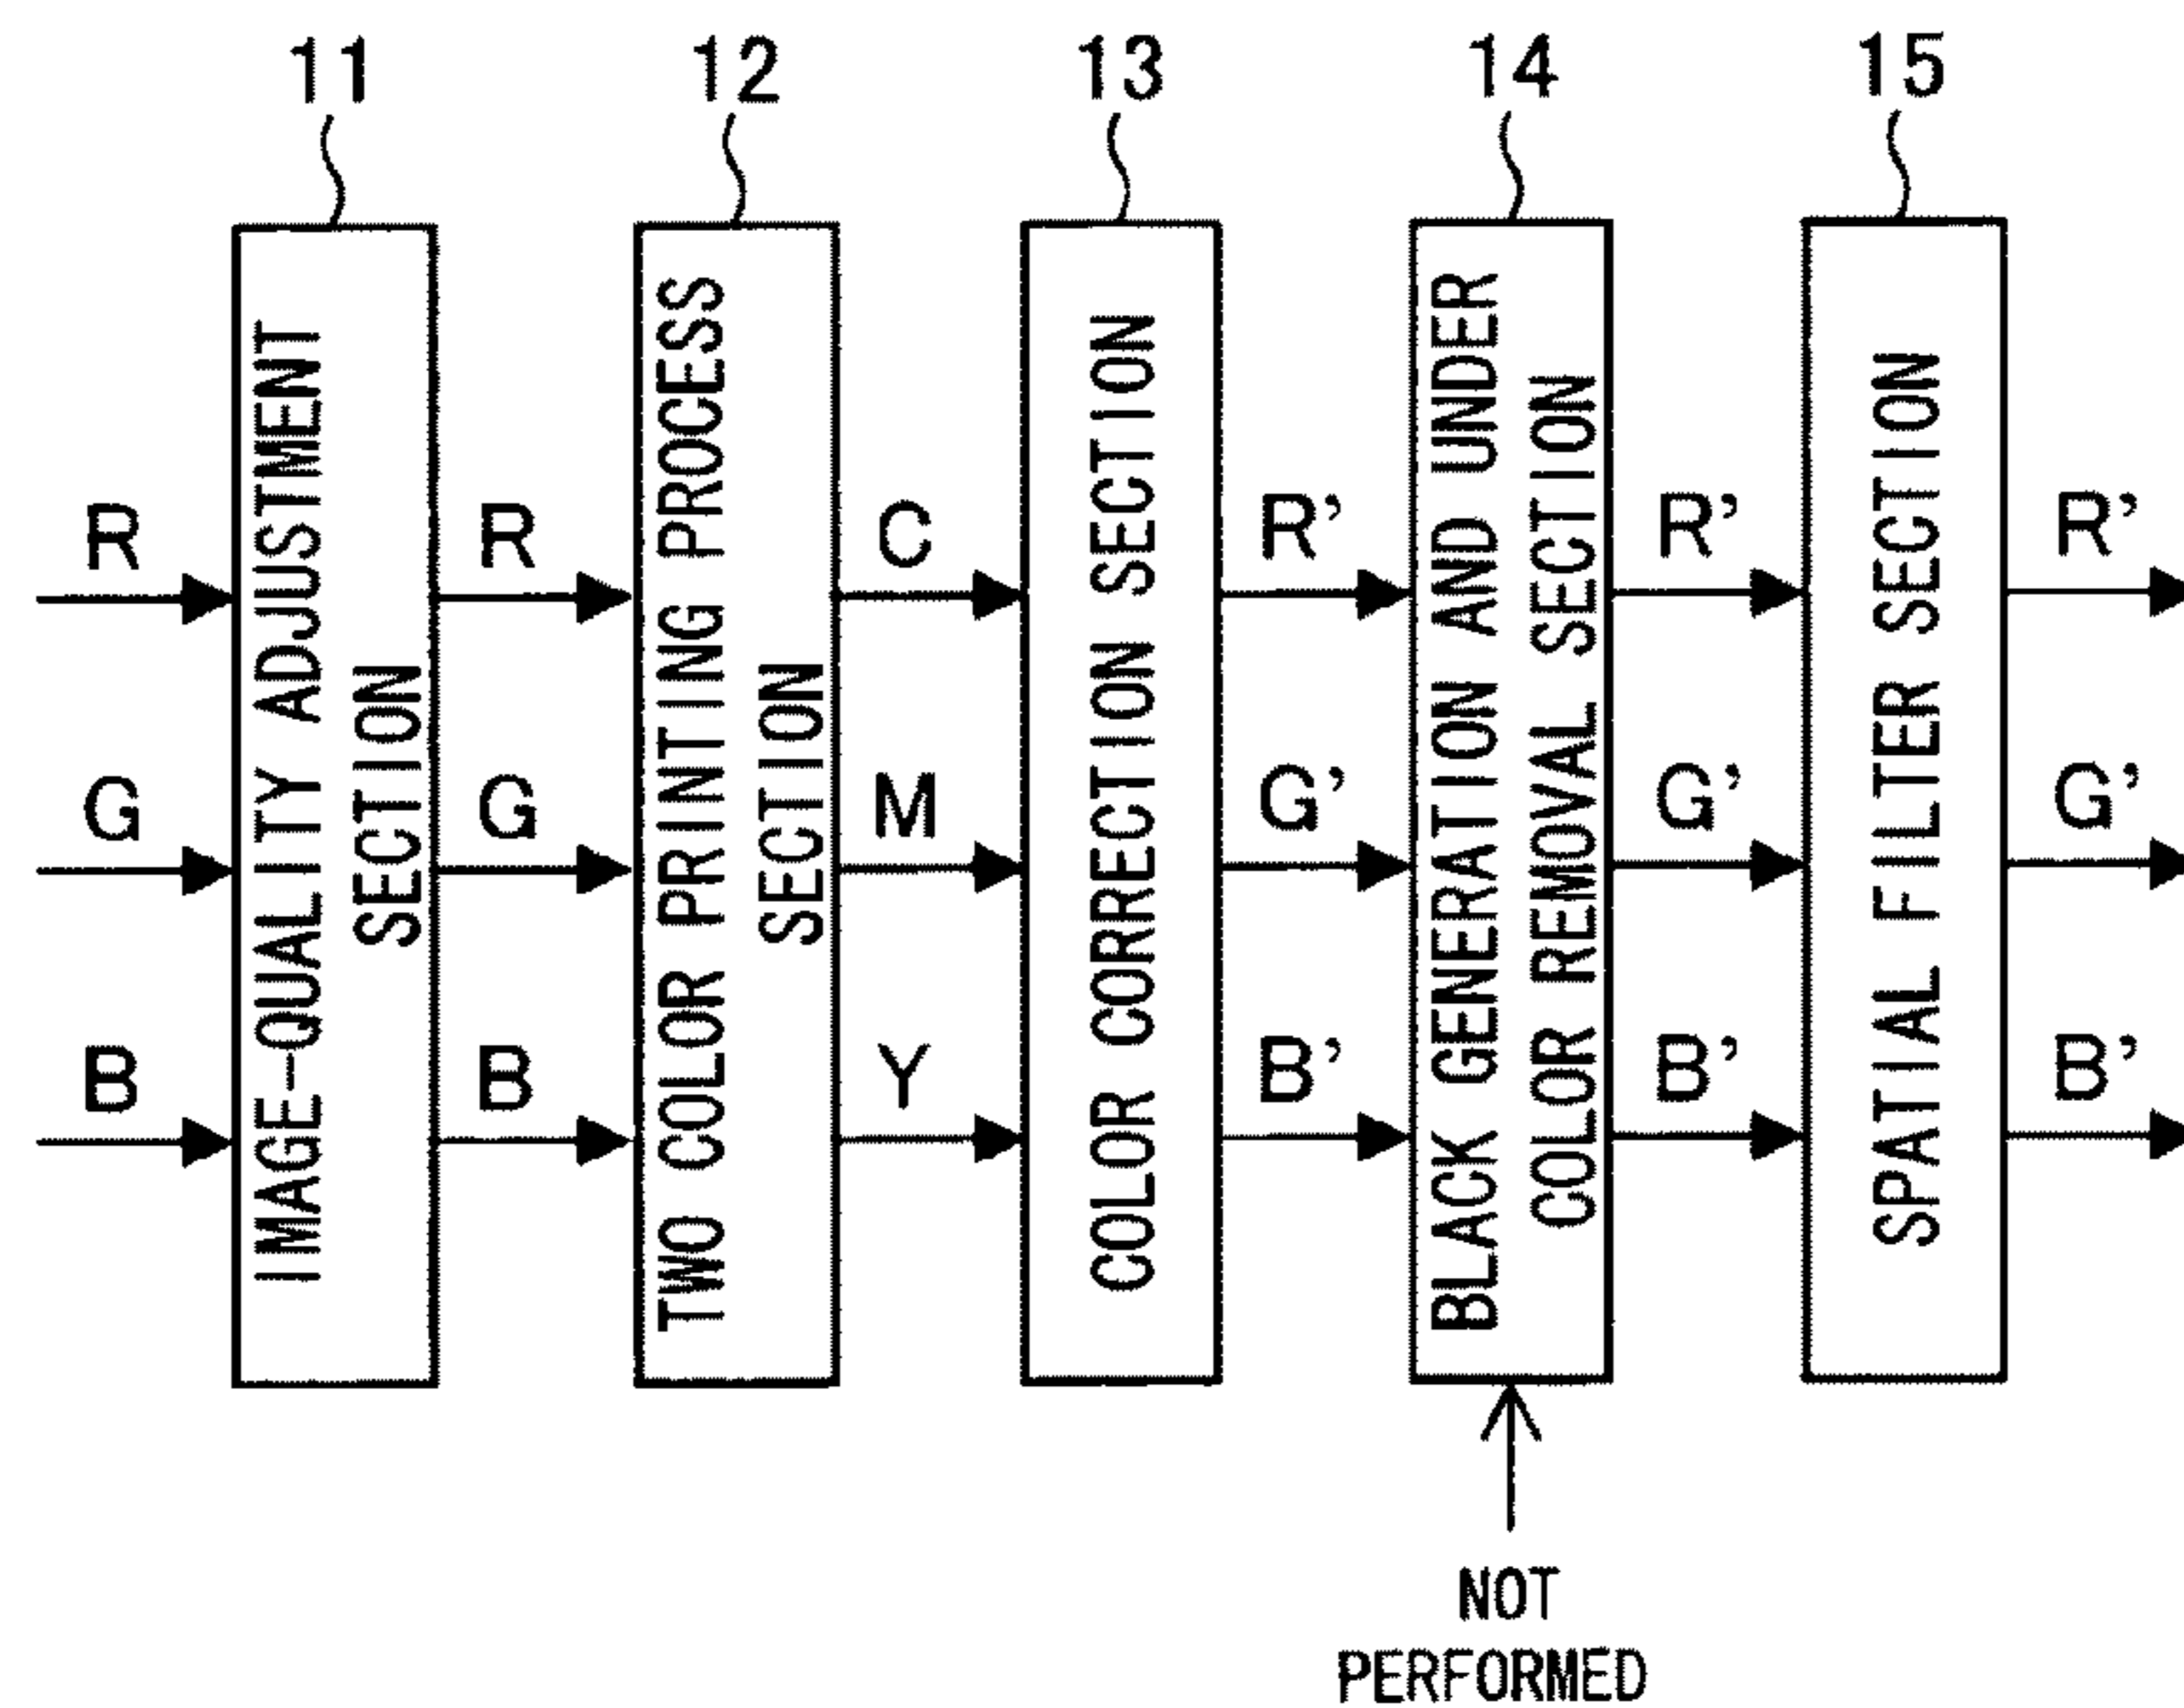 11
12
13
14
15
R
G
B
IMAGE-QUALITY ADJUSTMENT
SECTION
R
G
B
TWO COLOR PRINTING PROCESS
SECTION
C
M
Y
COLOR CORRECTION SECTION
R'
G'
B'
BLACK GENERATION AND UNDER
COLOR REMOVAL SECTION
R'
G'
B'
SPATIAL FILTER SECTION
R'
G'
B'
NOT
PERFORMED